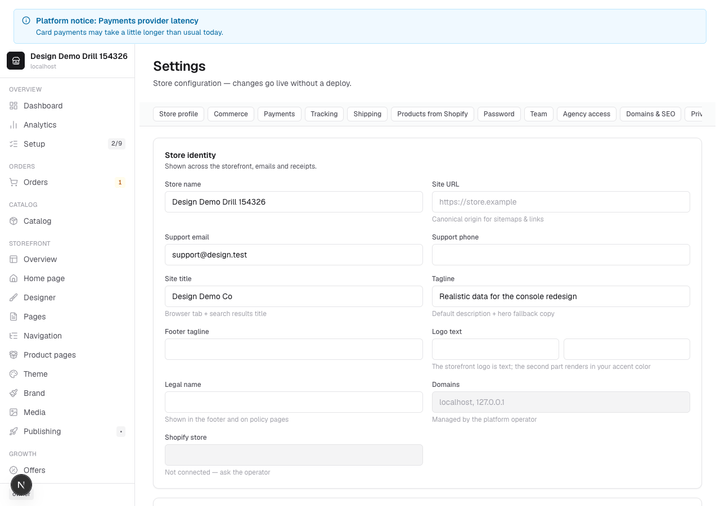 Platform notice: Payments provider latency
Card payments may take a little longer than usual today.
Design Demo Drill 154326
localhost
OVERVIEW
Dashboard
Analytics
Setup 2/9
ORDERS
Orders 1
CATALOG
Catalog
STOREFRONT
Overview
Home page
Designer
Pages
Navigation
Product pages
Theme
Brand
Media
Publishing
GROWTH
Offers
N
Settings
Store configuration — changes go live without a deploy.
Store profile Commerce Payments Tracking Shipping Products from Shopify Password Team Agency access Domains & SEO
Store identity
Shown across the storefront, emails and receipts.
Store name Site URL
Design Demo Drill 154326 https://store.example
Canonical origin for sitemaps & links
Support email Support phone
support@design.test
Site title Tagline
Design Demo Co Realistic data for the console redesign
Browser tab + search results title Default description + hero fallback copy
Footer tagline Logo text
The storefront logo is text; the second part renders in your accent color
Legal name Domains
localhost, 127.0.0.1
Shown in the footer and on policy pages Managed by the platform operator
Shopify store
Not connected — ask the operator